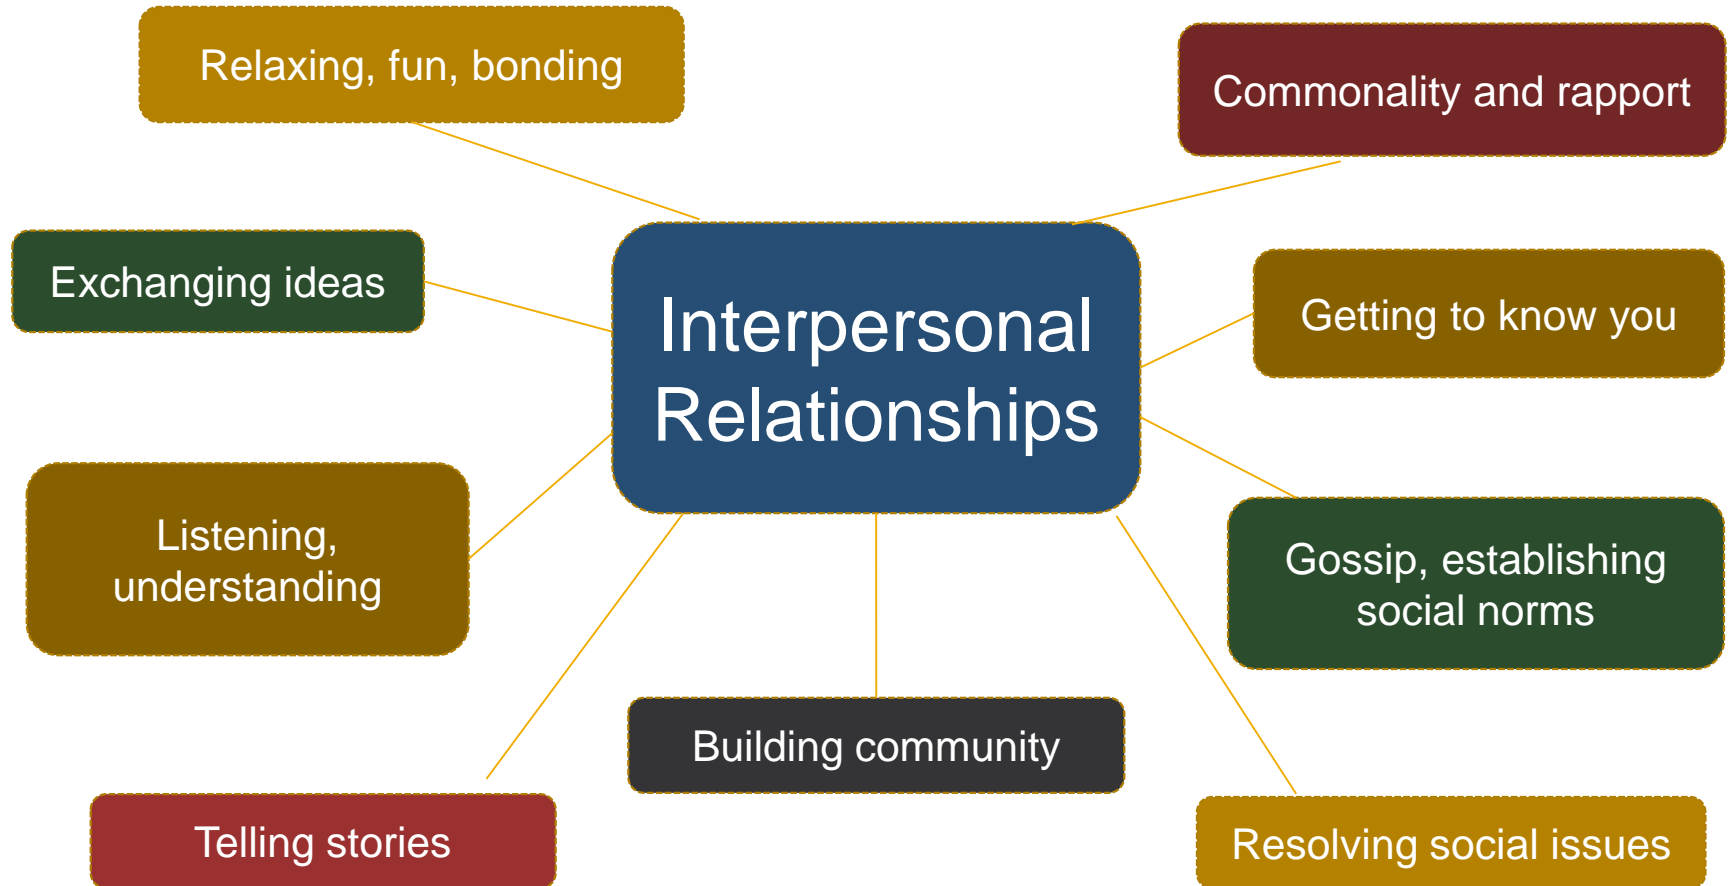 Relaxing, fun, bonding
Commonality and rapport
Exchanging ideas
Interpersonal
Relationships
Getting to know you
Listening,
understanding
Gossip, establishing
social norms
Building community
Telling stories
Resolving social issues